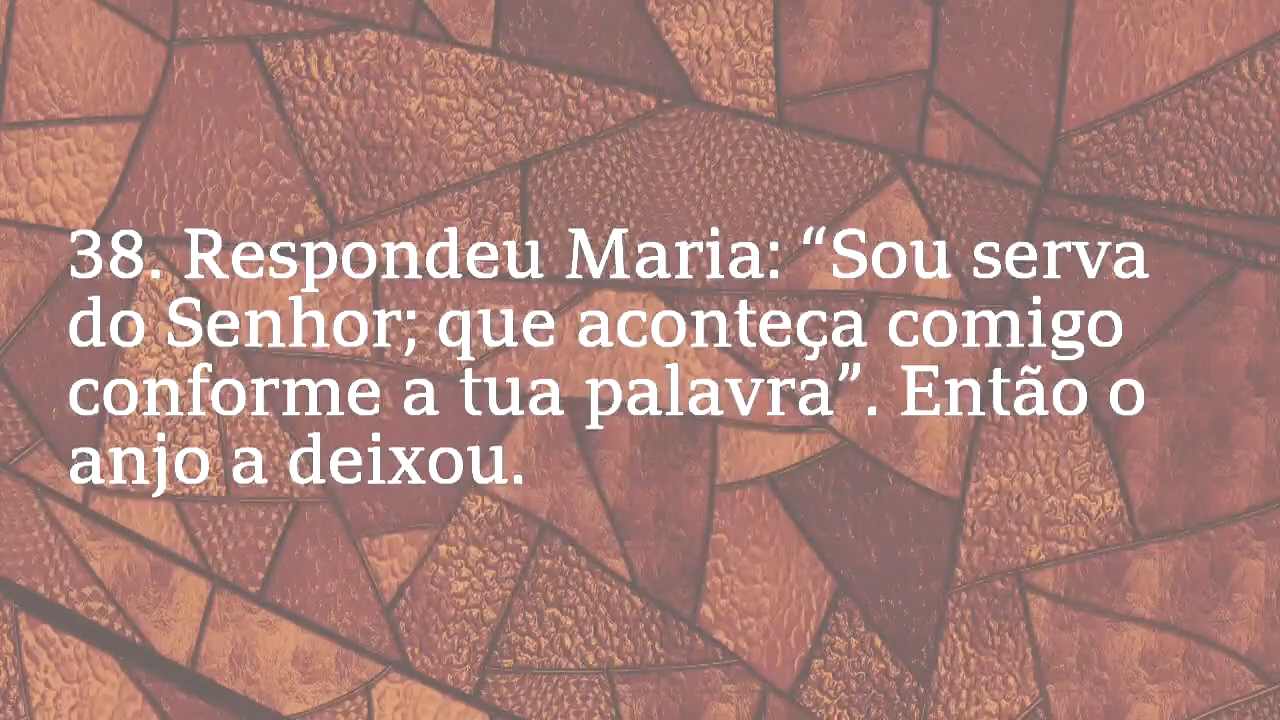 38. Respondeu Maria: “Sou serva
do Senhor; que aconteça comigo
conforme a tua palavra”. Então o
anjo a deixou.